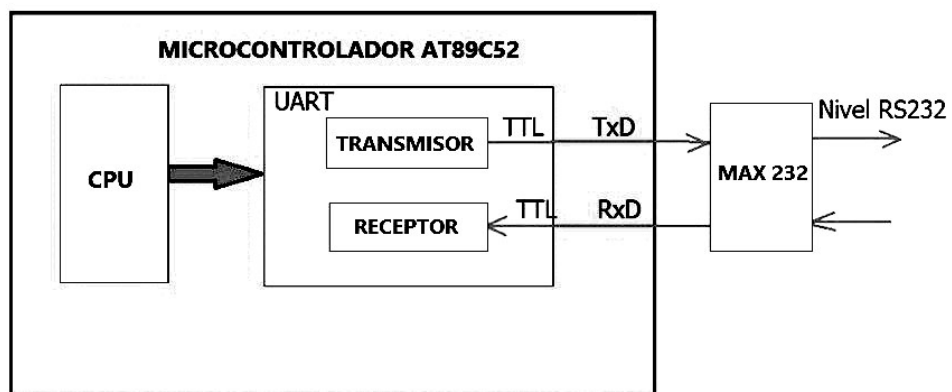 MICROCONTROLADOR AT89C52
UART
TRANSMISOR
TTL
TxD
Nivel RS232
CPU
MAX 232
RECEPTOR
TTL
RxD